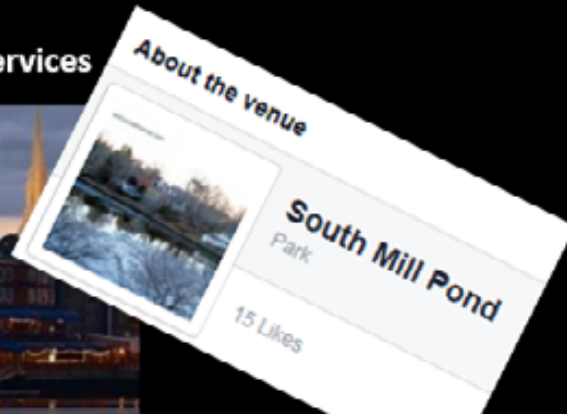 ervices
About the venue
South Mill Pond
Park
15 Likes